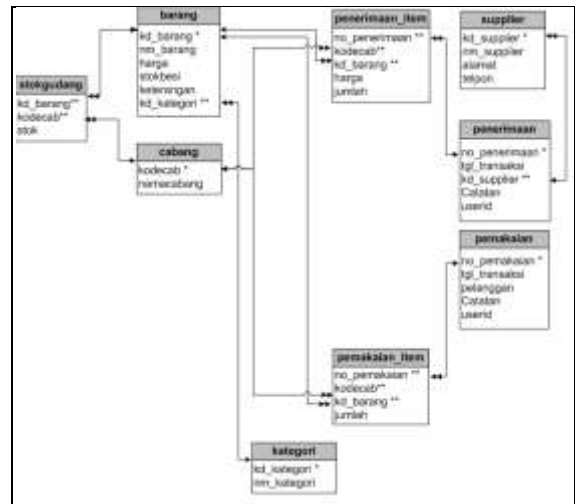 barang
kd_barang *
nm_barang
harga
stokbesi
keterangan
kd_kategori **
penerimaan_item
no_penerimaan **
kodecab**
kd_barang **
harga
jumlah
supplier
kd_supplier *
nm_supplier
alamat
telpon
stokgudang
kd_barang**
kodecab**
stok
cabang
kodecab *
namacabang
penerimaan
no_penerimaan *
tgl_transaksi
kd_supplier **
Catatan
userid
pemakaian
no_pemakaian *
tgl_transaksi
pelanggan
Catatan
userid
pemakaian_item
no_pemakaian **
kodecab**
kd_barang **
jumlah
kategori
kd_kategori *
nm_kategori